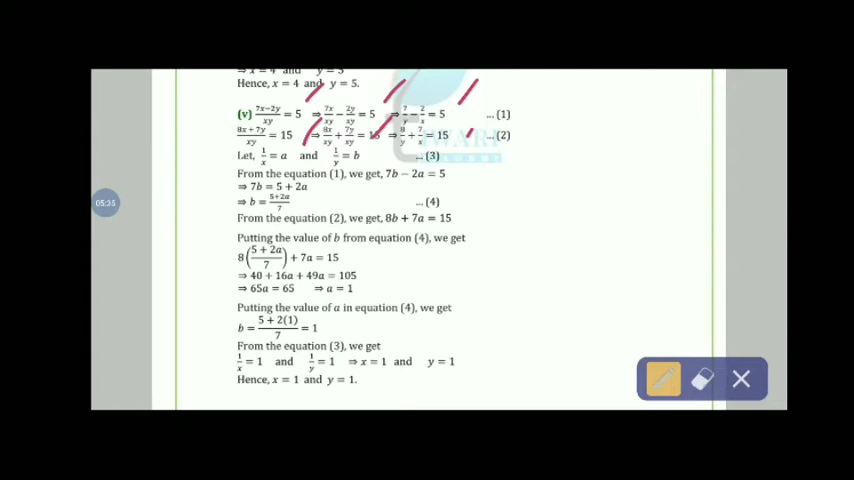 ⇒ x = 4 and y = 5
Hence, x = 4 and y = 5.
(v) 7x−2y/xy = 5 ⇒ 7x/xy − 2y/xy = 5 ⇒ 7/y − 2/x = 5 ... (1)
8x + 7y/xy = 15 ⇒ 8x/xy + 7y/xy = 15 ⇒ 8/y + 7/x = 15 ... (2)
Let, 1/x = a and 1/y = b ... (3)
From the equation (1), we get, 7b − 2a = 5
⇒ 7b = 5 + 2a
⇒ b = 5+2a/7 ... (4)
From the equation (2), we get, 8b + 7a = 15
Putting the value of b from equation (4), we get
8(5 + 2a/7) + 7a = 15
⇒ 40 + 16a + 49a = 105
⇒ 65a = 65 ⇒ a = 1
Putting the value of a in equation (4), we get
b = 5 + 2(1)/7 = 1
From the equation (3), we get
1/x = 1 and 1/y = 1 ⇒ x = 1 and y = 1
Hence, x = 1 and y = 1.
05:35